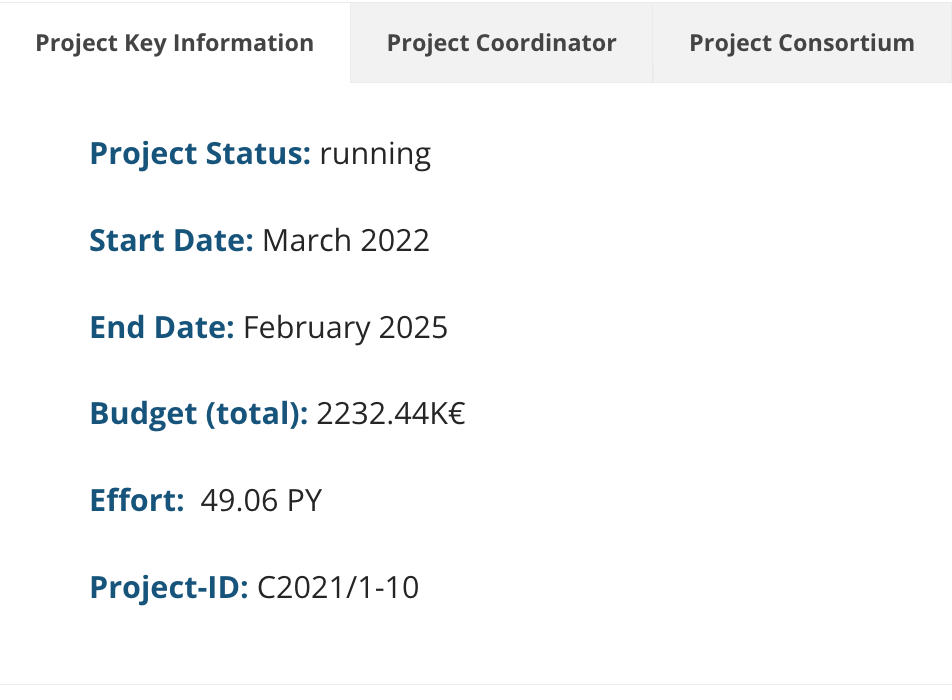 Project Key Information Project Coordinator Project Consortium
Project Status: running
Start Date: March 2022
End Date: February 2025
Budget (total): 2232.44K€
Effort: 49.06 PY
Project-ID: C2021/1-10